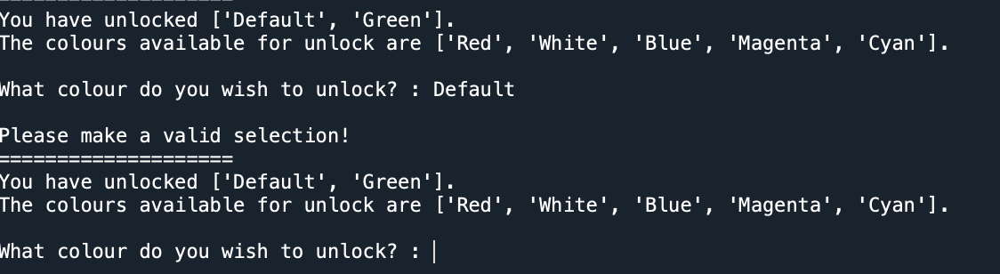 ====================
You have unlocked ['Default', 'Green'].
The colours available for unlock are ['Red', 'White', 'Blue', 'Magenta', 'Cyan'].
What colour do you wish to unlock? : Default
Please make a valid selection!
====================
You have unlocked ['Default', 'Green'].
The colours available for unlock are ['Red', 'White', 'Blue', 'Magenta', 'Cyan'].
What colour do you wish to unlock? :